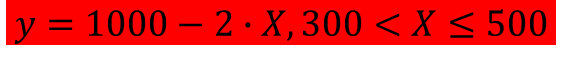 y = 1000 − 2 · X, 300 < X ≤ 500